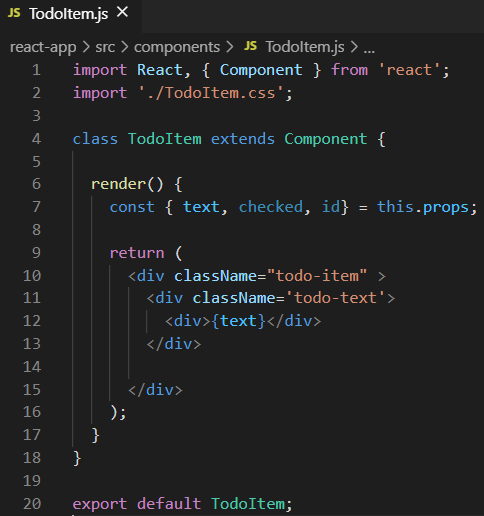 JS TodoItem.js ×
react-app > src > components > JS TodoItem.js > ...
1 import React, { Component } from 'react';
2 import './TodoItem.css';
3
4 class TodoItem extends Component {
5
6   render() {
7     const { text, checked, id} = this.props;
8
9     return (
10       <div className="todo-item" >
11         <div className='todo-text'>
12           <div>{text}</div>
13         </div>
14
15       </div>
16     );
17   }
18 }
19
20 export default TodoItem;